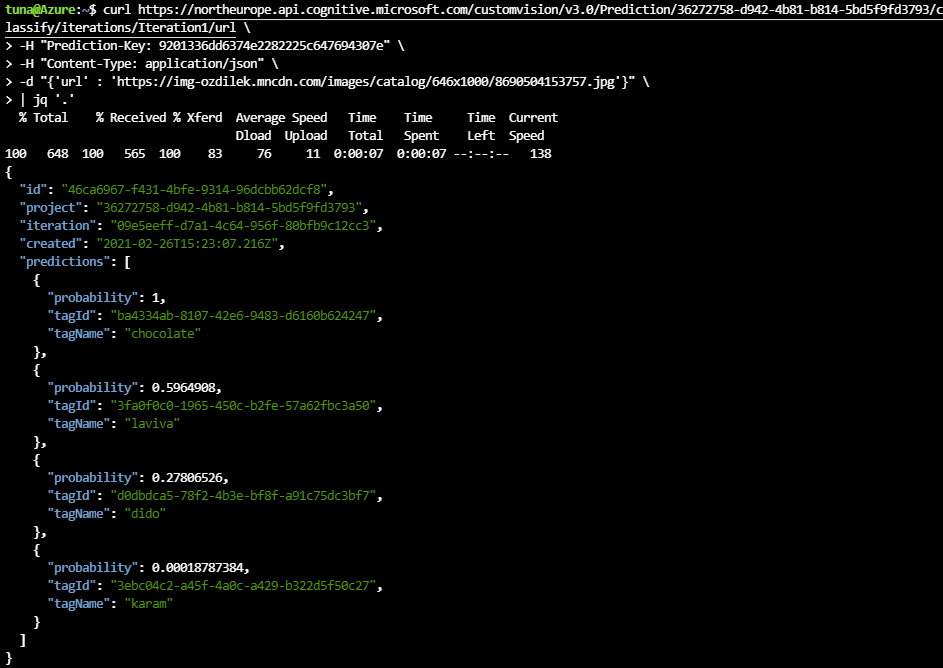 tuna@Azure:~$ curl https://northeurope.api.cognitive.microsoft.com/customvision/v3.0/Prediction/36272758-d942-4b81-b814-5bd5f9fd3793/c
lassify/iterations/Iteration1/url \
> -H "Prediction-Key: 9201336dd6374e2282225c647694307e" \
> -H "Content-Type: application/json" \
> -d "{'url' : 'https://img-ozdilek.mncdn.com/images/catalog/646x1000/8690504153757.jpg'}" \
> | jq '.'
% Total % Received % Xferd Average Speed Time Time Time Current
Dload Upload Total Spent Left Speed
100 648 100 565 100 83 76 11 0:00:07 0:00:07 --:--:-- 138
{
"id": "46ca6967-f431-4bfe-9314-96dcbb62dcf8",
"project": "36272758-d942-4b81-b814-5bd5f9fd3793",
"iteration": "09e5eeff-d7a1-4c64-956f-80bfb9c12cc3",
"created": "2021-02-26T15:23:07.216Z",
"predictions": [
{
"probability": 1,
"tagId": "ba4334ab-8107-42e6-9483-d6160b624247",
"tagName": "chocolate"
},
{
"probability": 0.5964908,
"tagId": "3fa0f0c0-1965-450c-b2fe-57a62fbc3a50",
"tagName": "laviva"
},
{
"probability": 0.27806526,
"tagId": "d0dbdca5-78f2-4b3e-bf8f-a91c75dc3bf7",
"tagName": "dido"
},
{
"probability": 0.00018787384,
"tagId": "3ebc04c2-a45f-4a0c-a429-b322d5f50c27",
"tagName": "karam"
}
]
}